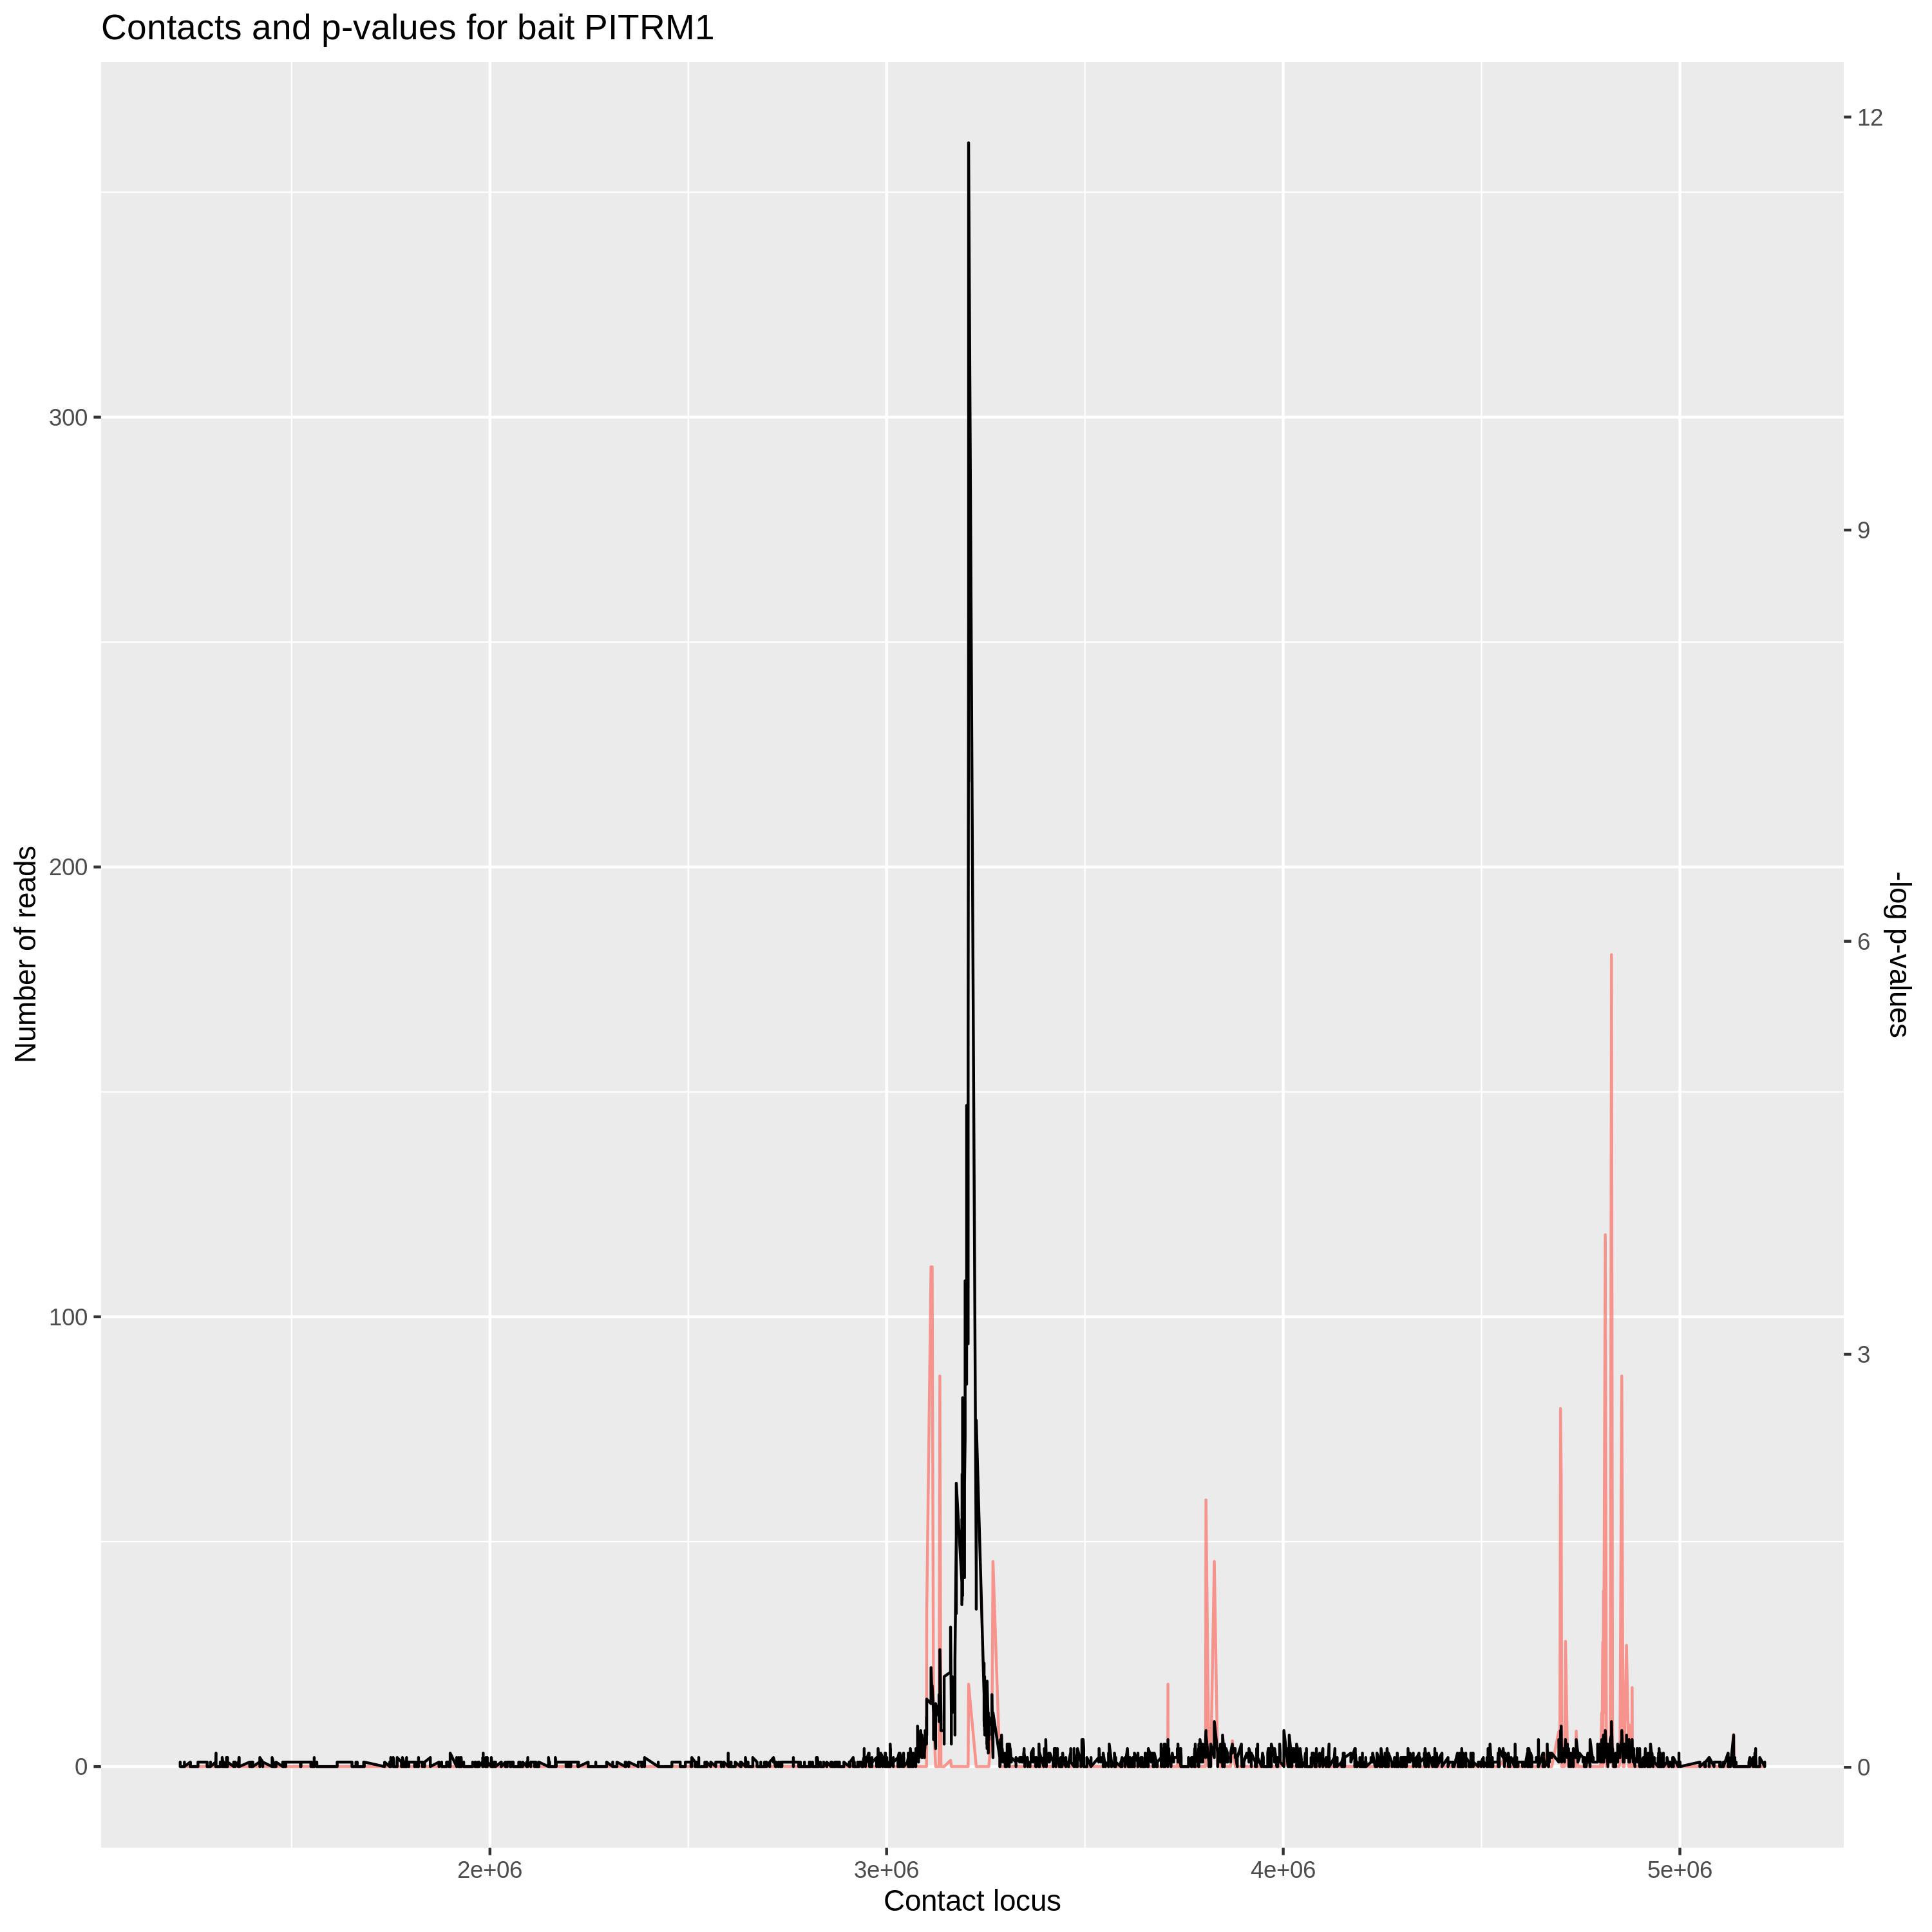 Contacts and p-values for bait PITRM1
Number of reads
300
200
100
0
12
9
6
3
0
-log p-values
2e+06
3e+06
4e+06
5e+06
Contact locus